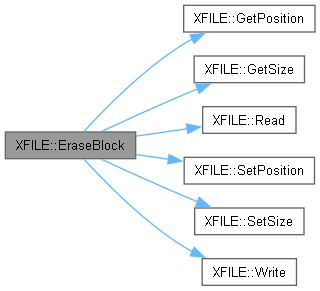 XFILE::GetPosition
XFILE::GetSize
XFILE::Read
XFILE::EraseBlock
XFILE::SetPosition
XFILE::SetSize
XFILE::Write